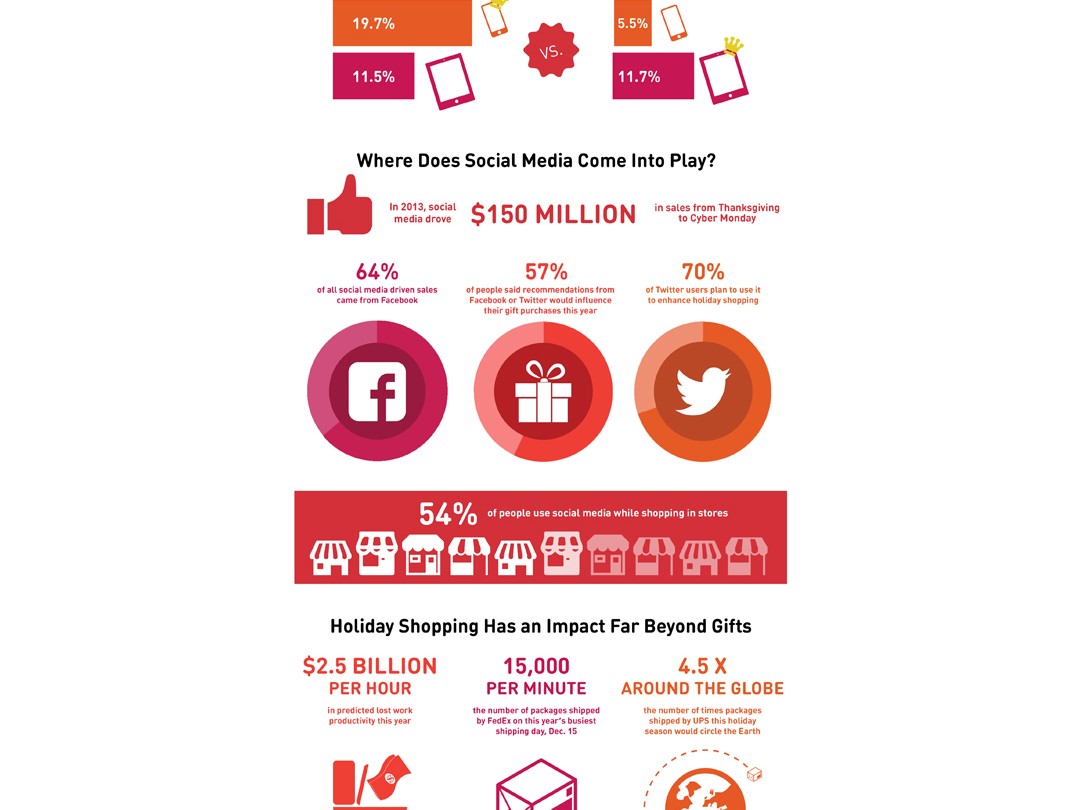 19.7%
5.5%
VS.
11.5%
11.7%
Where Does Social Media Come Into Play?
In 2013, social
media drove
$150 MILLION
in sales from Thanksgiving
to Cyber Monday
64%
of all social media driven sales
came from Facebook
57%
of people said recommendations from
Facebook or Twitter would influence
their gift purchases this year
70%
of Twitter users plan to use it
to enhance holiday shopping
54% of people use social media while shopping in stores
Holiday Shopping Has an Impact Far Beyond Gifts
$2.5 BILLION
PER HOUR
in predicted lost work
productivity this year
15,000
PER MINUTE
the number of packages shipped
by FedEx on this year's busiest
shipping day, Dec. 15
4.5 X
AROUND THE GLOBE
the number of times packages
shipped by UPS this holiday
season would circle the Earth